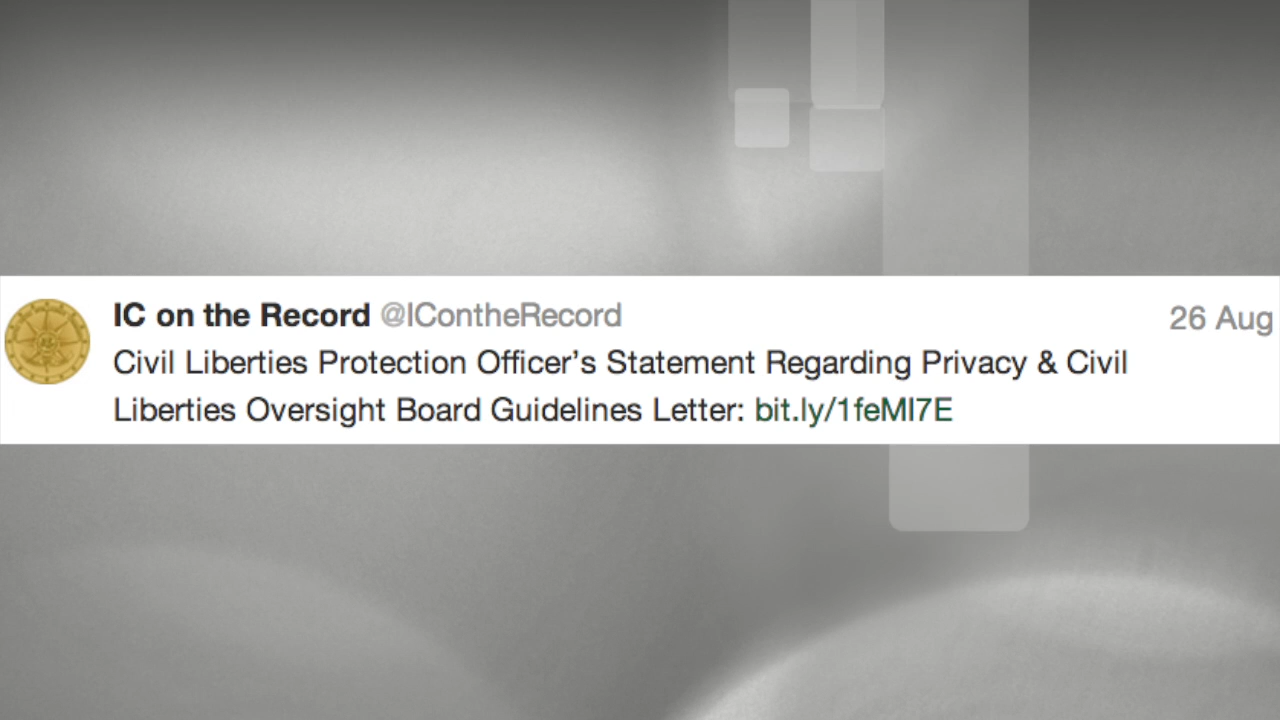 IC on the Record @IContheRecord 26 Aug
Civil Liberties Protection Officer’s Statement Regarding Privacy & Civil
Liberties Oversight Board Guidelines Letter: bit.ly/1feMI7E